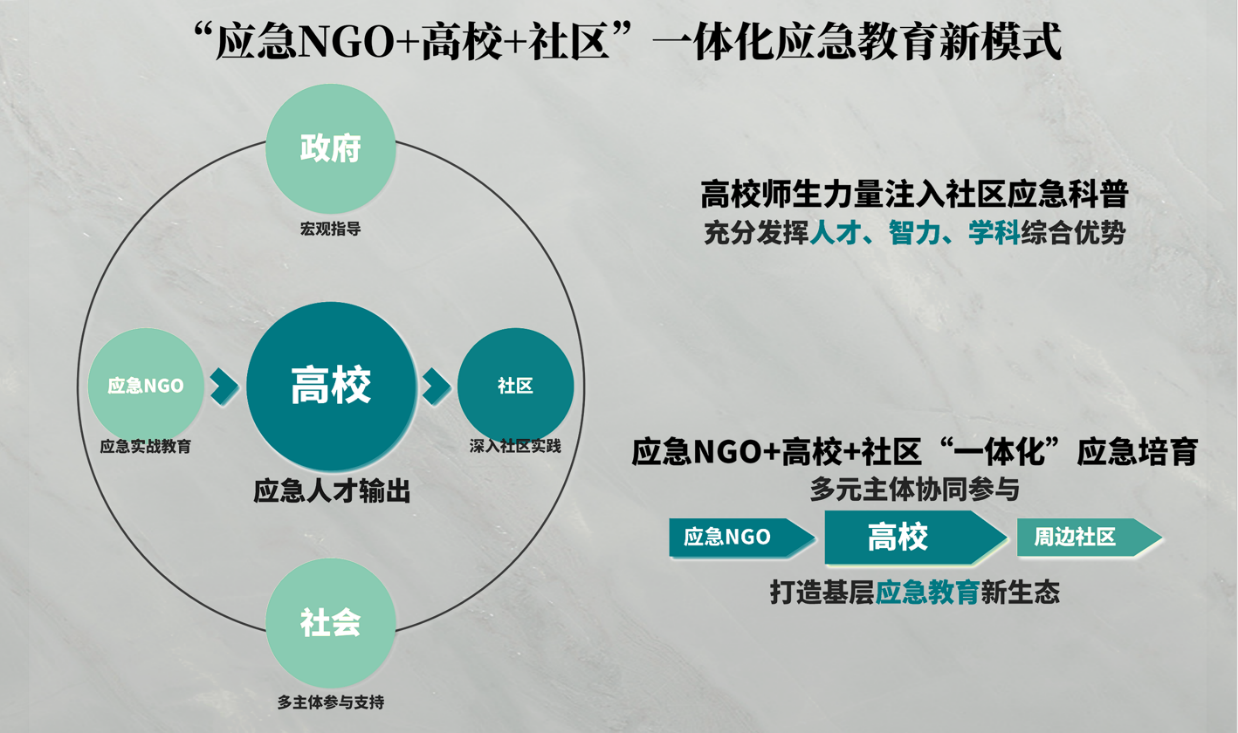 “应急NGO+高校+社区”一体化应急教育新模式
政府
宏观指导
应急NGO
应急实战教育
高校
应急人才输出
社区
深入社区实践
社会
多主体参与支持
高校师生力量注入社区应急科普
充分发挥人才、智力、学科综合优势
应急NGO+高校+社区“一体化”应急培育
多元主体协同参与
应急NGO
高校
周边社区
打造基层应急教育新生态